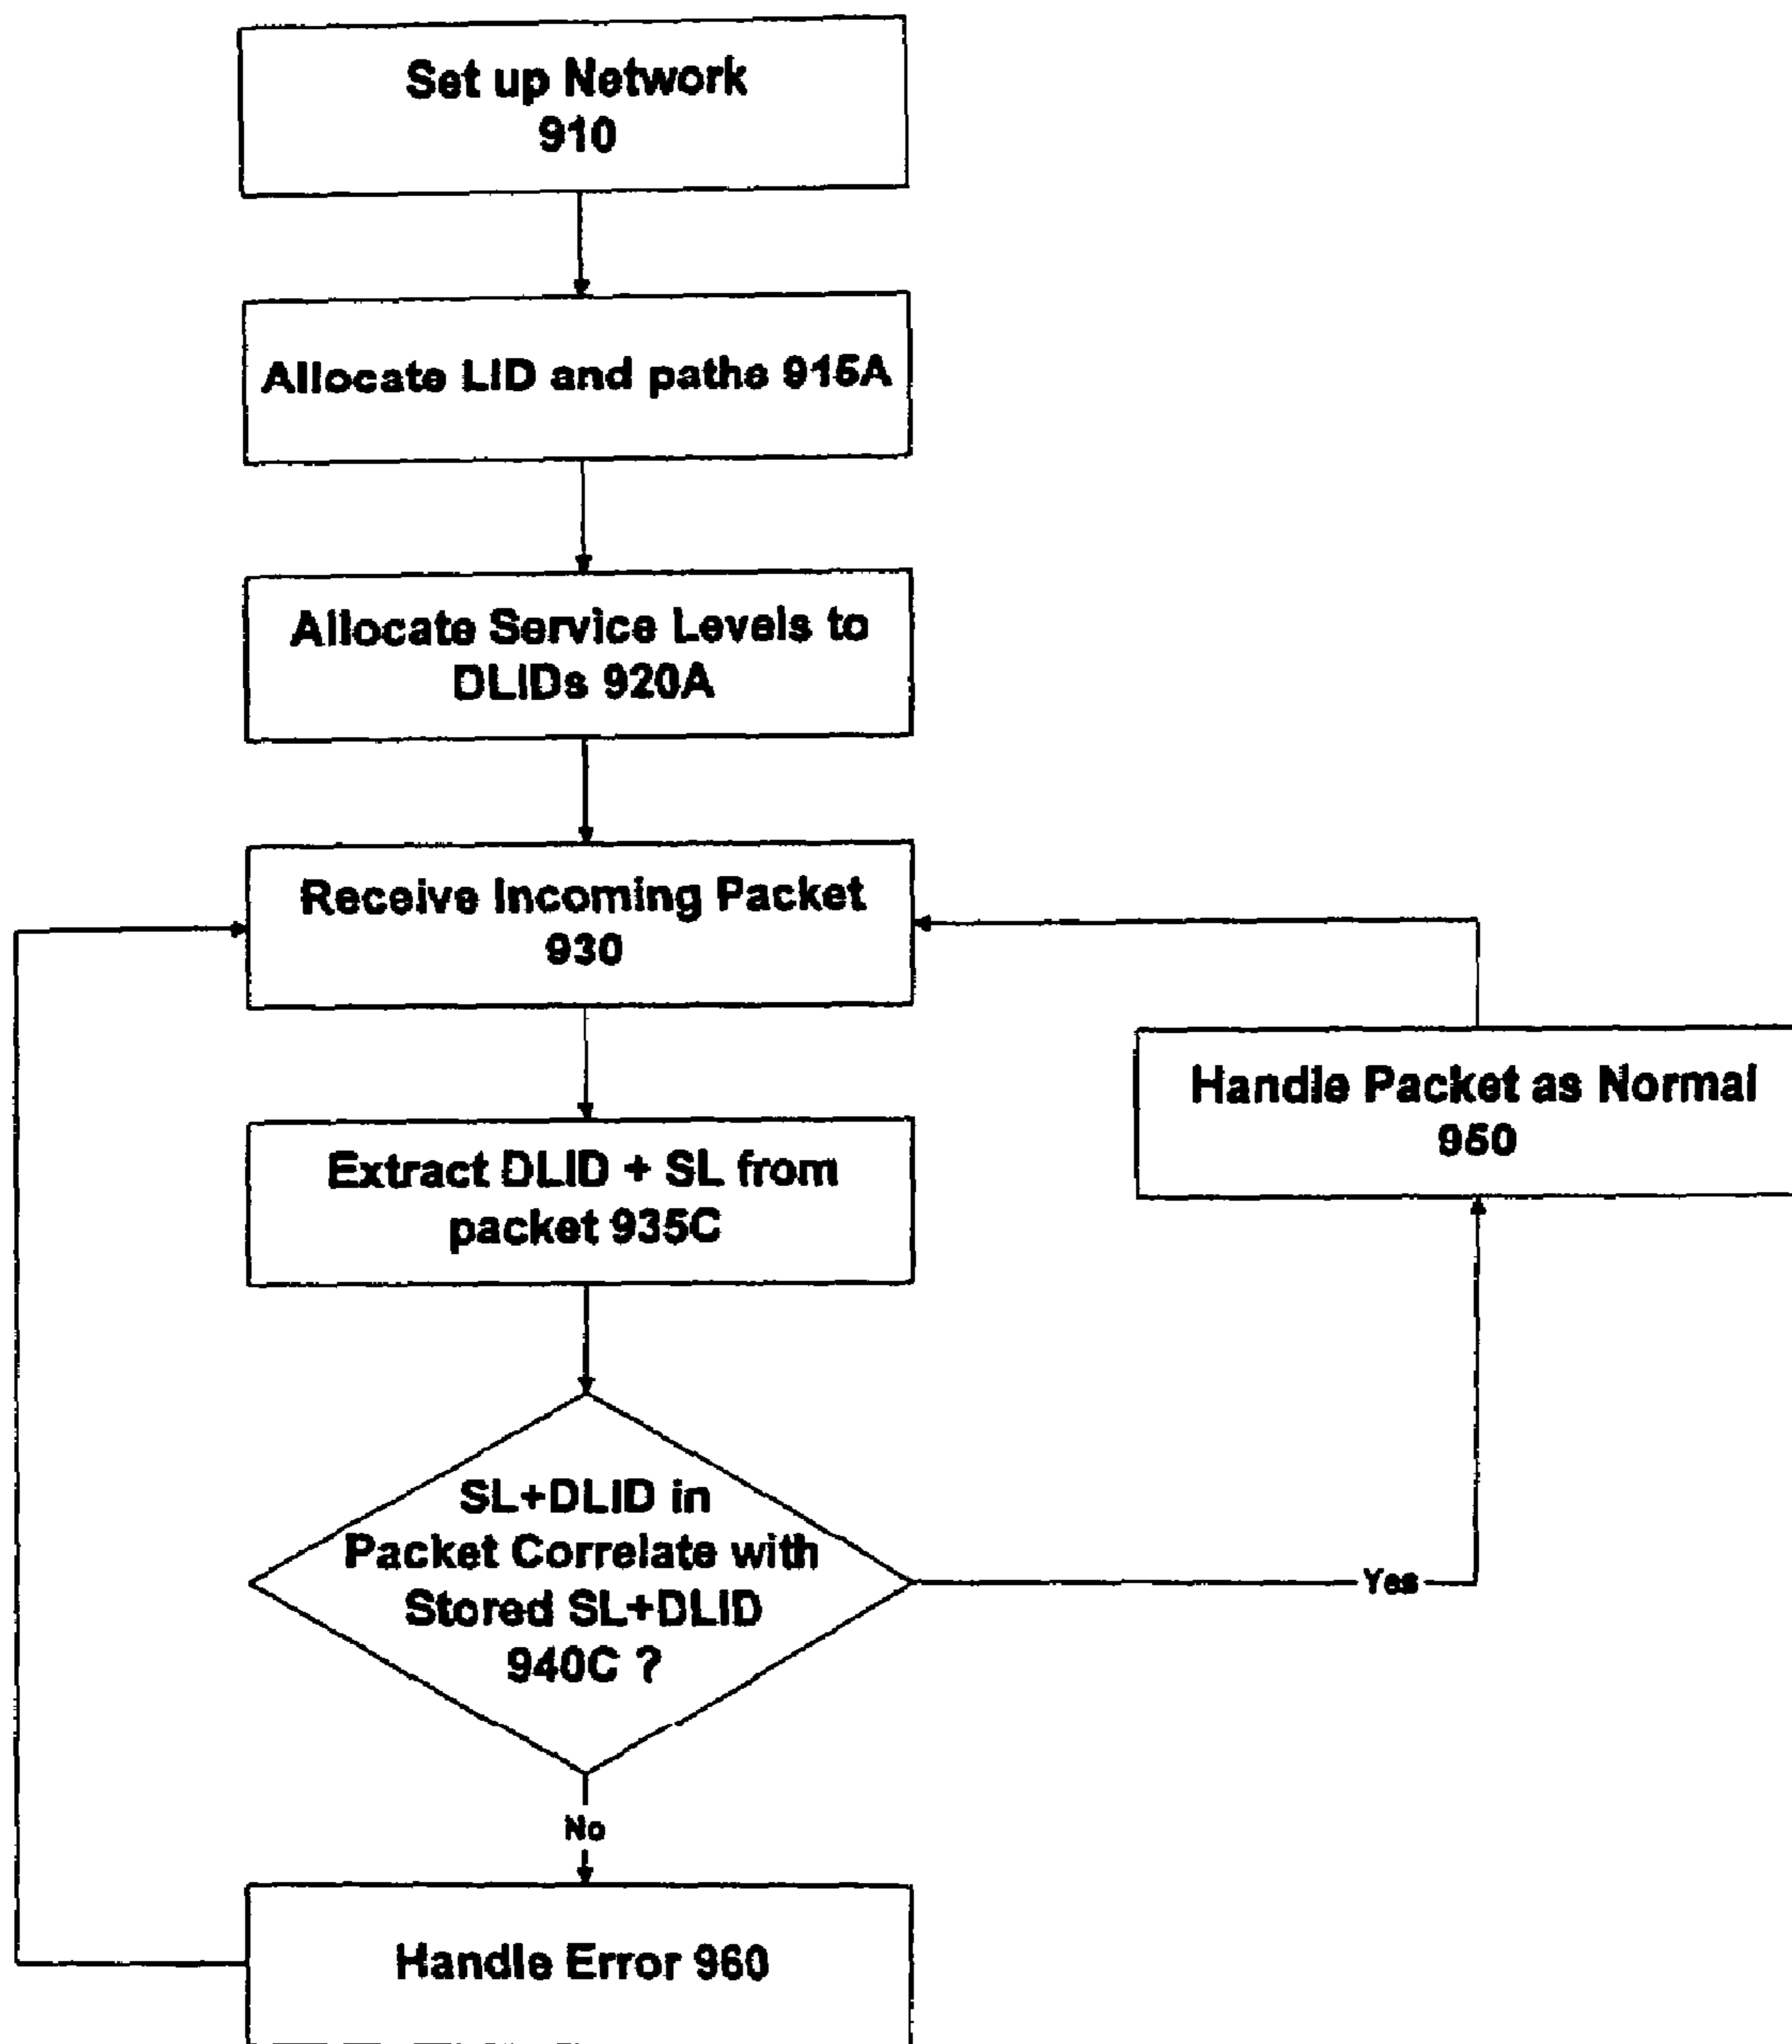 Set up Network
910
Allocate LID and pathe 915A
Allocate Service Levels to
DLIDs 920A
Receive Incoming Packet
930
Extract DLID + SL from
packet 935C
Handle Packet as Normal
950
SL+DLID in
Packet Correlate with
Stored SL+DLID
940C ?
Yes
No
Handle Error 960